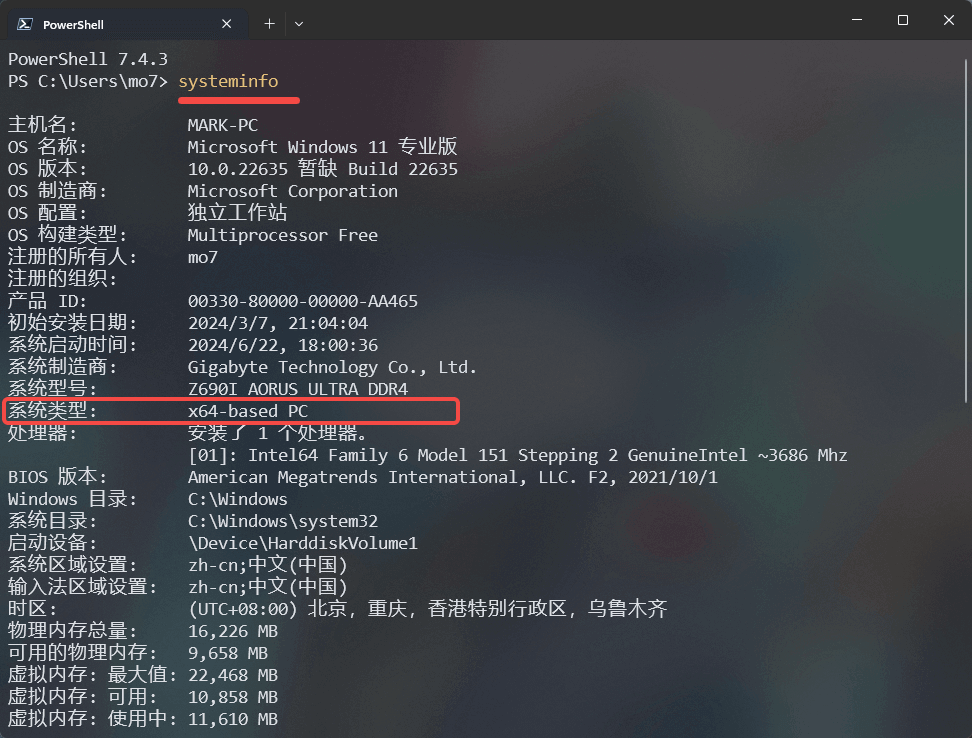 PowerShell
PowerShell 7.4.3
PS C:\Users\mo7> systeminfo
主机名: MARK-PC
OS 名称: Microsoft Windows 11 专业版
OS 版本: 10.0.22635 暂缺 Build 22635
OS 制造商: Microsoft Corporation
OS 配置: 独立工作站
OS 构建类型: Multiprocessor Free
注册的所有人: mo7
注册的组织:
产品 ID: 00330-80000-00000-AA465
初始安装日期: 2024/3/7, 21:04:04
系统启动时间: 2024/6/22, 18:00:36
系统制造商: Gigabyte Technology Co., Ltd.
系统型号: Z690I AORUS ULTRA DDR4
系统类型: x64-based PC
处理器: 安装了 1 个处理器。
[01]: Intel64 Family 6 Model 151 Stepping 2 GenuineIntel ~3686 Mhz
BIOS 版本: American Megatrends International, LLC. F2, 2021/10/1
Windows 目录: C:\Windows
系统目录: C:\Windows\system32
启动设备: \Device\HarddiskVolume1
系统区域设置: zh-cn;中文(中国)
输入法区域设置: zh-cn;中文(中国)
时区: (UTC+08:00) 北京，重庆，香港特别行政区，乌鲁木齐
物理内存总量: 16,226 MB
可用的物理内存: 9,658 MB
虚拟内存: 最大值: 22,468 MB
虚拟内存: 可用: 10,858 MB
虚拟内存: 使用中: 11,610 MB